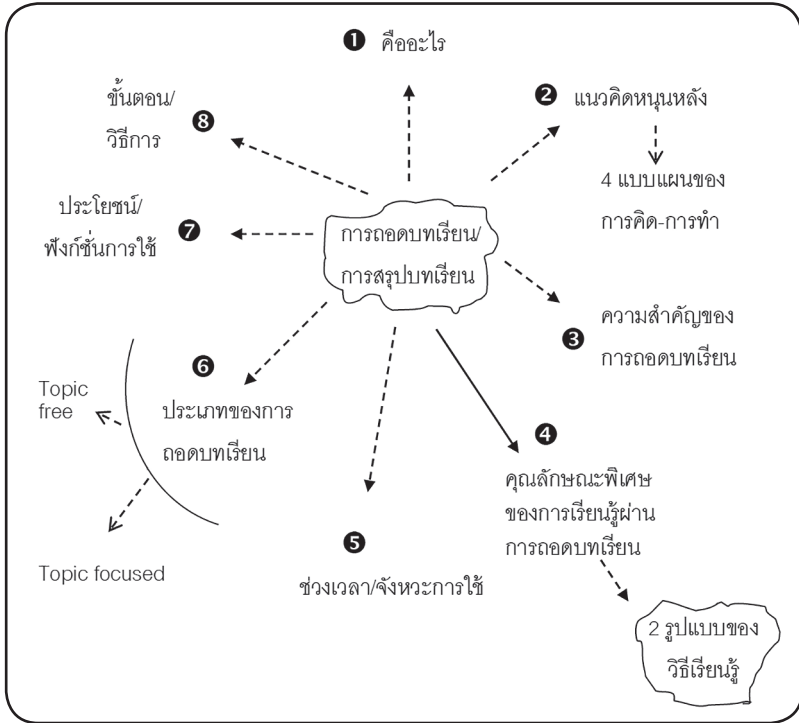 ❶ คืออะไร
❷ แนวคิดหนุนหลัง
4 แบบแผนของ
การคิด-การทำ
❸ ความสำคัญของ
การถอดบทเรียน
❹
คุณลักษณะพิเศษ
ของการเรียนรู้ผ่าน
การถอดบทเรียน
2 รูปแบบของ
วิธีเรียนรู้
❺
ช่วงเวลา/จังหวะการใช้
❻
ประเภทของการ
ถอดบทเรียน
Topic
free
Topic focused
❼ ประโยชน์/
ฟังก์ชั่นการใช้
❽ ขั้นตอน/
วิธีการ
การถอดบทเรียน/
การสรุปบทเรียน